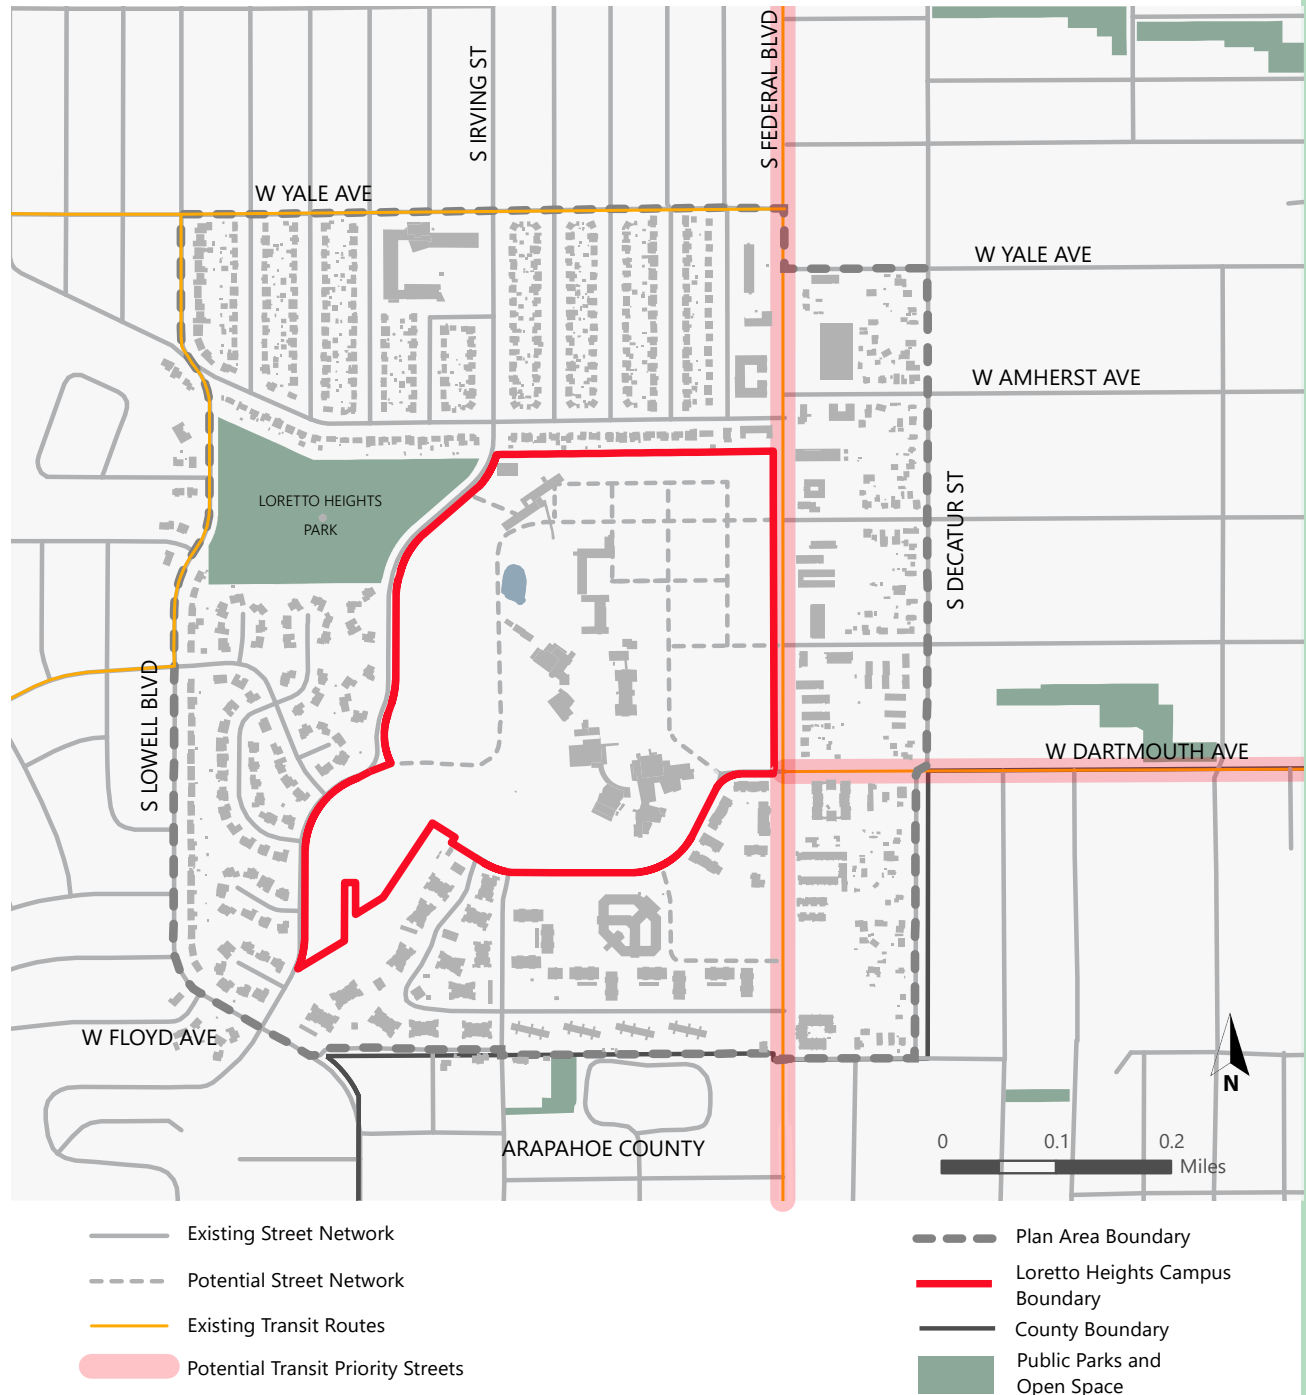 S IRVING ST
S FEDERAL BLVD
W YALE AVE
W YALE AVE
W AMHERST AVE
LORETTO HEIGHTS
PARK
S DECATUR ST
S LOWELL BLVD
W DARTMOUTH AVE
W FLOYD AVE
N
ARAPAHOE COUNTY
0 0.1 0.2
Miles
Existing Street Network
Potential Street Network
Existing Transit Routes
Potential Transit Priority Streets
Plan Area Boundary
Loretto Heights Campus
Boundary
County Boundary
Public Parks and
Open Space